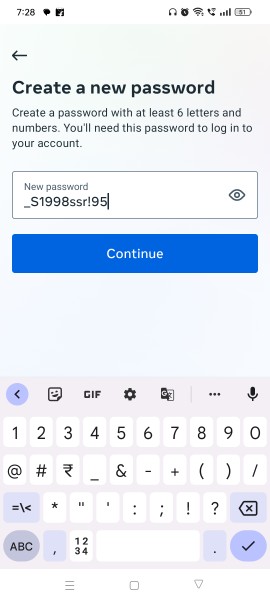 7:28
51
Create a new password
Create a password with at least 6 letters and
numbers. You'll need this password to log in to
your account.
New password
_S1998ssr!95
Continue
GIF
1 2 3 4 5 6 7 8 9 0
@ # ₹ _ & - + ( ) /
=\< * " ' : ; ! ?
ABC , 12 .
34